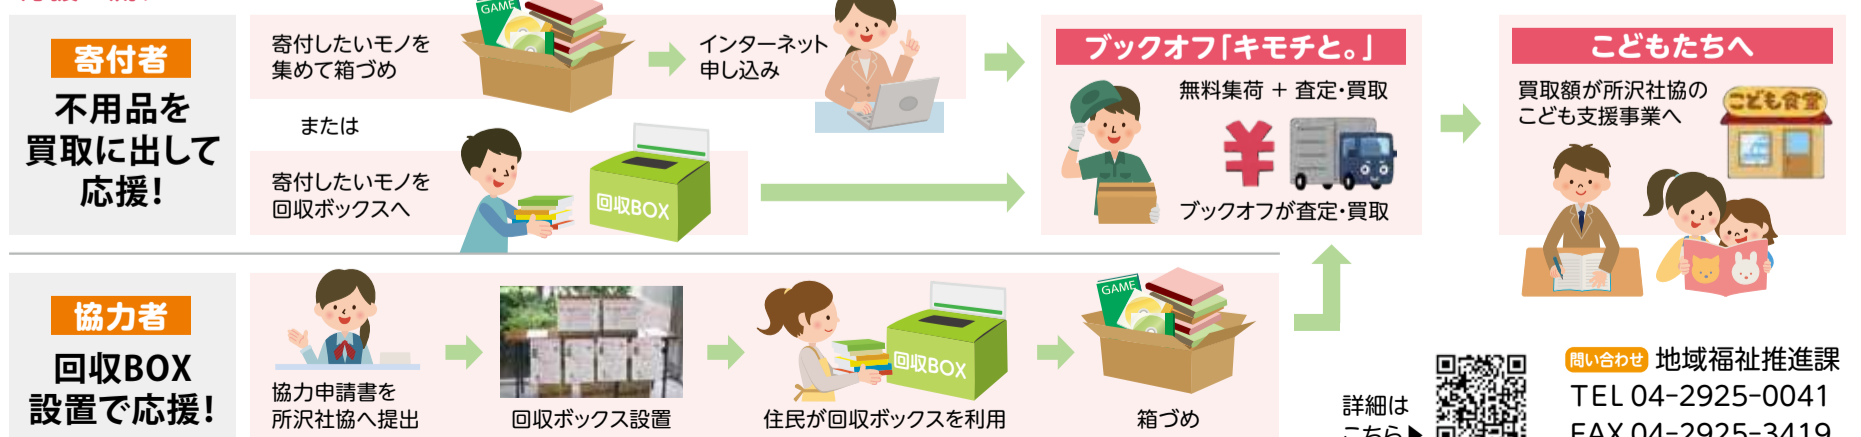 寄付者
不用品を
買取に出して
応援!
寄付したいモノを
集めて箱づめ
GAME
インターネット
申し込み
または
寄付したいモノを
回収ボックスへ
回収BOX
ブックオフ「キモチと。」
無料集荷 + 査定・買取
¥
ブックオフが査定・買取
こどもたちへ
買取額が所沢社協の
こども支援事業へ
こども食堂
協力者
回収BOX
設置で応援!
協力申請書を
所沢社協へ提出
回収ボックス設置
回収BOX
住民が回収ボックスを利用
GAME
箱づめ
詳細は
こちら▶
問い合わせ 地域福祉推進課
TEL 04-2925-0041
FAX 04-2925-3419